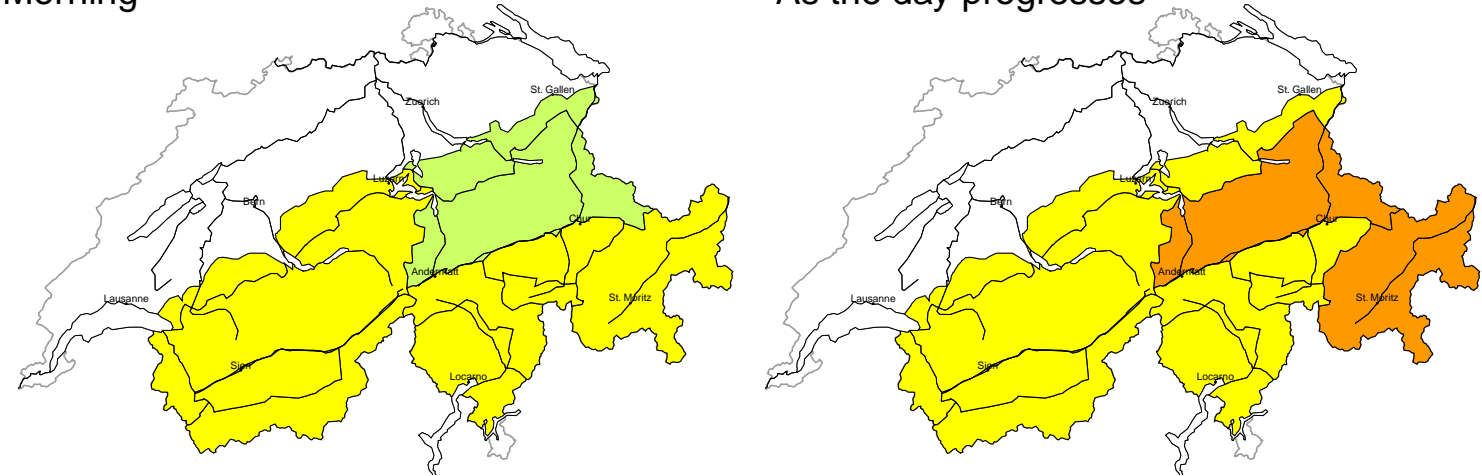 Morning
As the day progresses
St. Gallen
Zuerich
Luzern
Bern
Chur
Andermatt
Lausanne
St. Moritz
Sion
Locarno
St. Gallen
Zuerich
Luzern
Bern
Chur
Andermatt
Lausanne
St. Moritz
Sion
Locarno